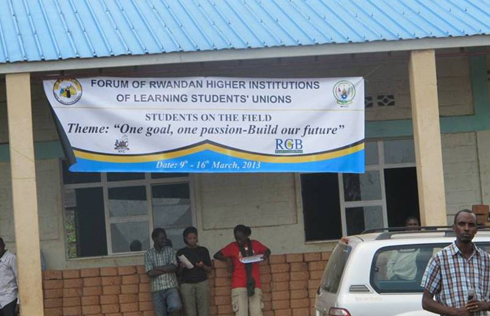 FORUM OF RWANDAN HIGHER INSTITUTIONS
OF LEARNING STUDENTS' UNIONS
STUDENTS ON THE FIELD
Theme: "One goal, one passion-Build our future"
RGB
Date: 9th - 16th March, 2013